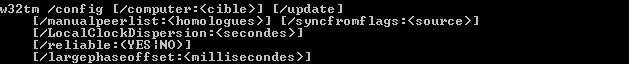 w32tm /config [/computer:<cible>] [/update]
[/manualpeerlist:<homologues>] [/syncfromflags:<source>]
[/LocalClockDispersion:<secondes>]
[/reliable:(YES|NO)]
[/largephaseoffset:<millisecondes>]